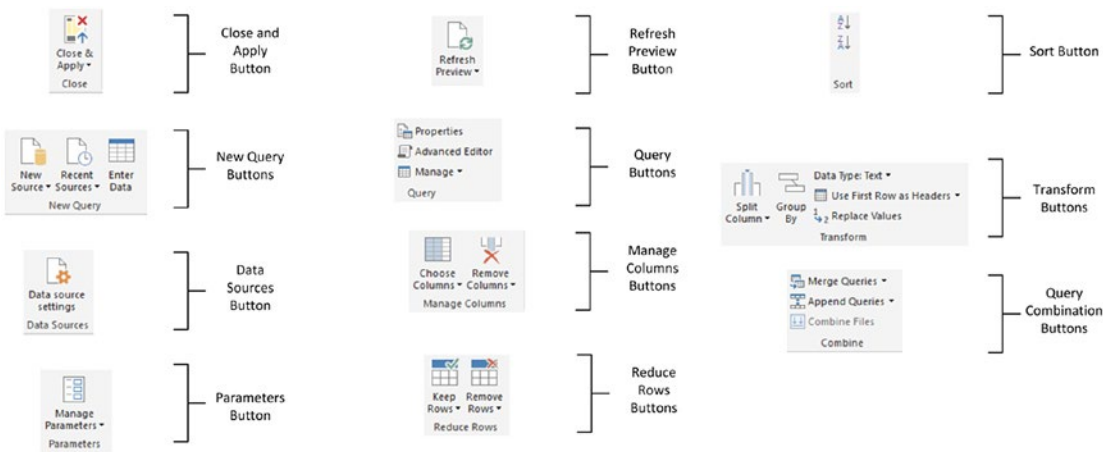 Close &
Apply
Close
Close and
Apply
Button
New
Source
Recent
Sources
Enter
Data
New Query
New Query
Buttons
Data source
settings
Data Sources
Data
Sources
Button
Manage
Parameters
Parameters
Parameters
Button
Refresh
Preview
Refresh
Preview
Button
Properties
Advanced Editor
Manage
Query
Query
Buttons
Choose
Columns
Remove
Columns
Manage Columns
Manage
Columns
Buttons
Keep
Rows
Remove
Rows
Reduce Rows
Reduce
Rows
Buttons
A
Z
Z
A
Sort
Sort Button
Split
Column
Group
By
Data Type: Text
Use First Row as Headers
1
2
Replace Values
Transform
Transform
Buttons
Merge Queries
Append Queries
Combine Files
Combine
Query
Combination
Buttons